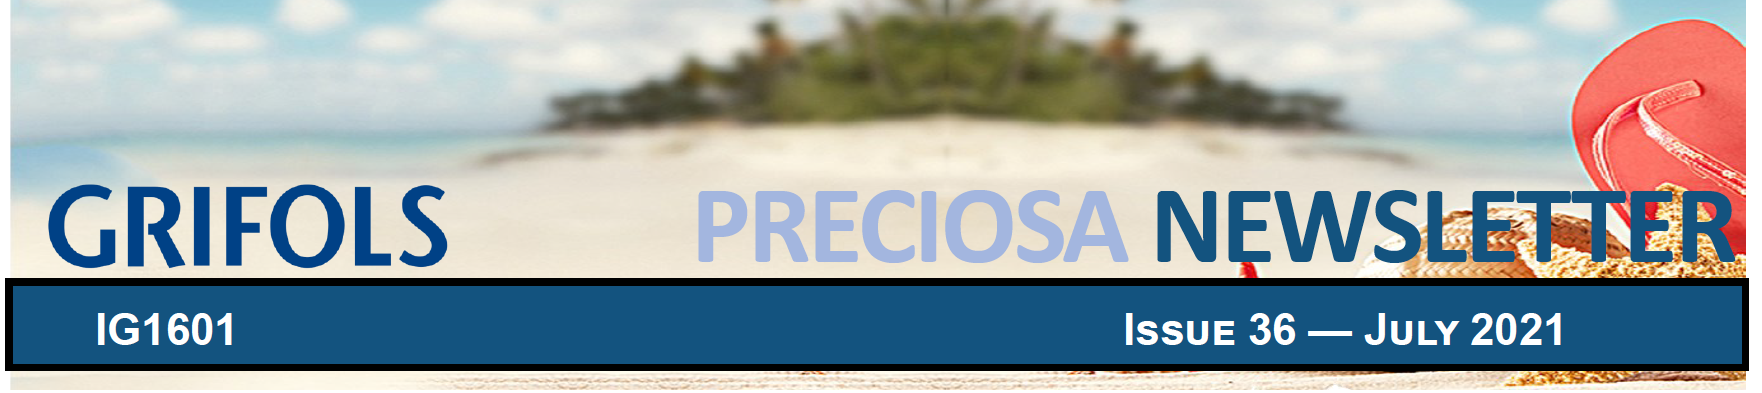 GRIFOLS PRECIOSA NEWSLETTER
IG1601 Issue 36 — July 2021